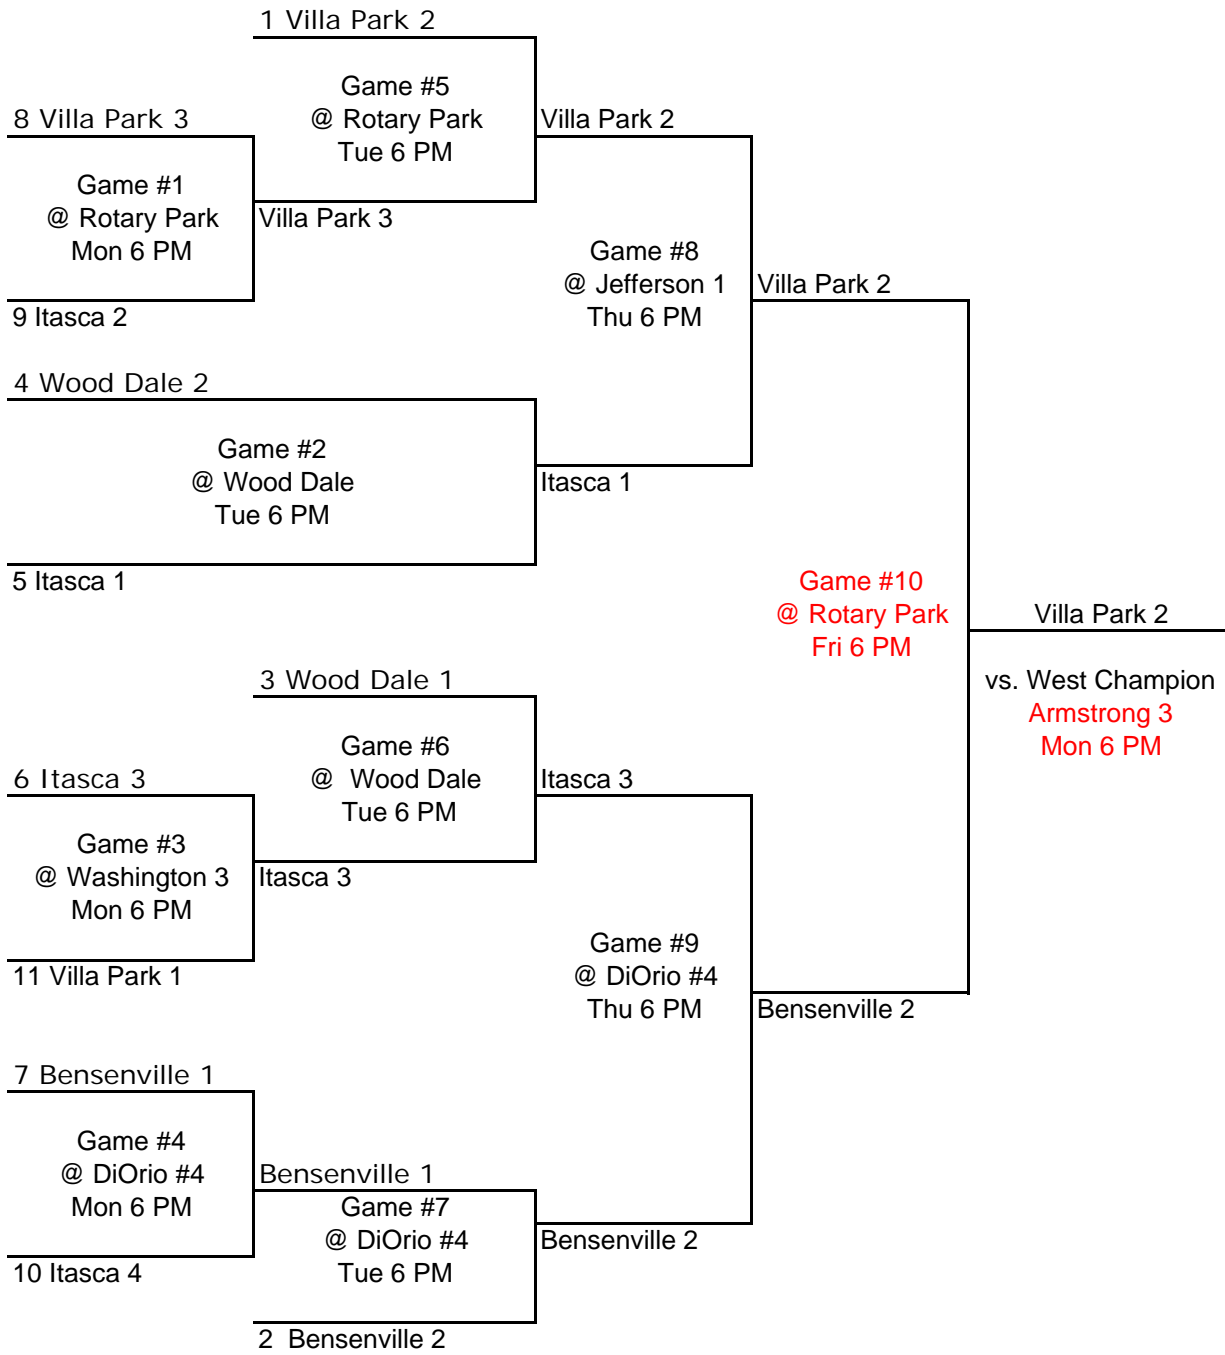 1 Villa Park 2
Game #5
@ Rotary Park
Tue 6 PM
8 Villa Park 3
Villa Park 2
Game #1
@ Rotary Park
Mon 6 PM
Villa Park 3
9 Itasca 2
Game #8
@ Jefferson 1
Thu 6 PM
Villa Park 2
4 Wood Dale 2
Game #2
@ Wood Dale
Tue 6 PM
Itasca 1
5 Itasca 1
Game #10
@ Rotary Park
Fri 6 PM
Villa Park 2
vs. West Champion
Armstrong 3
Mon 6 PM
3 Wood Dale 1
Game #6
@  Wood Dale
Tue 6 PM
6 Itasca 3
Itasca 3
Game #3
@ Washington 3
Mon 6 PM
Itasca 3
11 Villa Park 1
Game #9
@ DiOrio #4
Thu 6 PM
Bensenville 2
7 Bensenville 1
Game #4
@ DiOrio #4
Mon 6 PM
Bensenville 1
Game #7
@ DiOrio #4
Tue 6 PM
Bensenville 2
10 Itasca 4
2  Bensenville 2